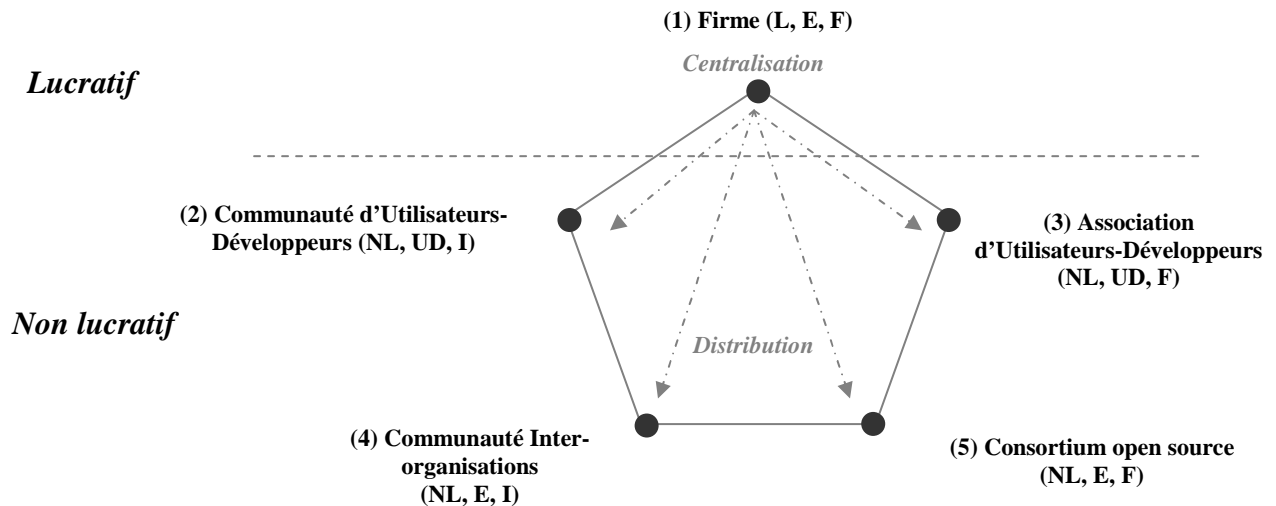 (1) Firme (L, E, F)
Centralisation
Lucratif
(2) Communauté d'Utilisateurs-
Développeurs (NL, UD, I)
(3) Association
d'Utilisateurs-Développeurs
(NL, UD, F)
Non lucratif
Distribution
(4) Communauté Inter-
organisations
(NL, E, I)
(5) Consortium open source
(NL, E, F)